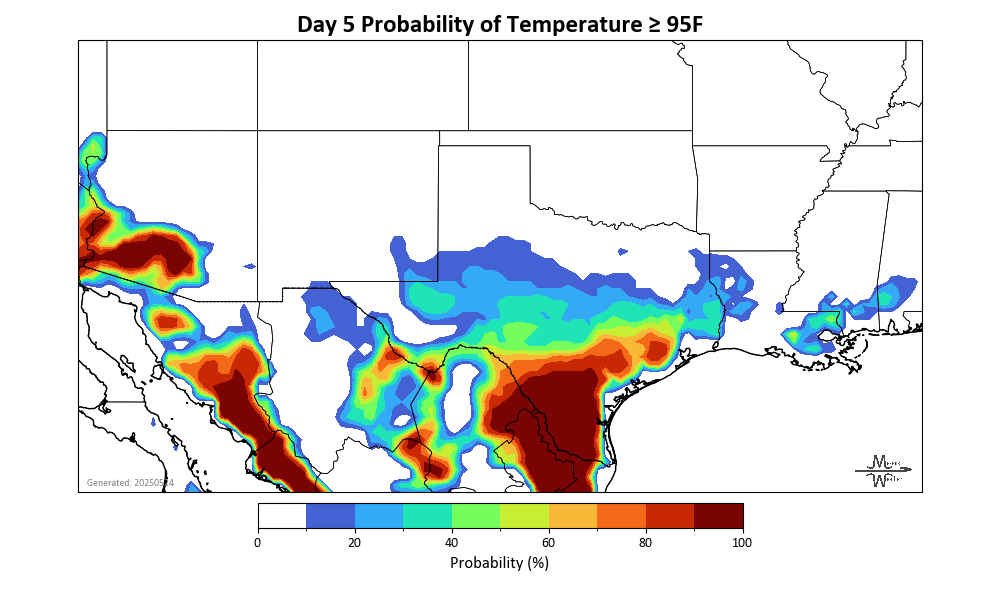 Day 5 Probability of Temperature ≥ 95F
Generated: 20250524
0 20 40 60 80 100
Probability (%)